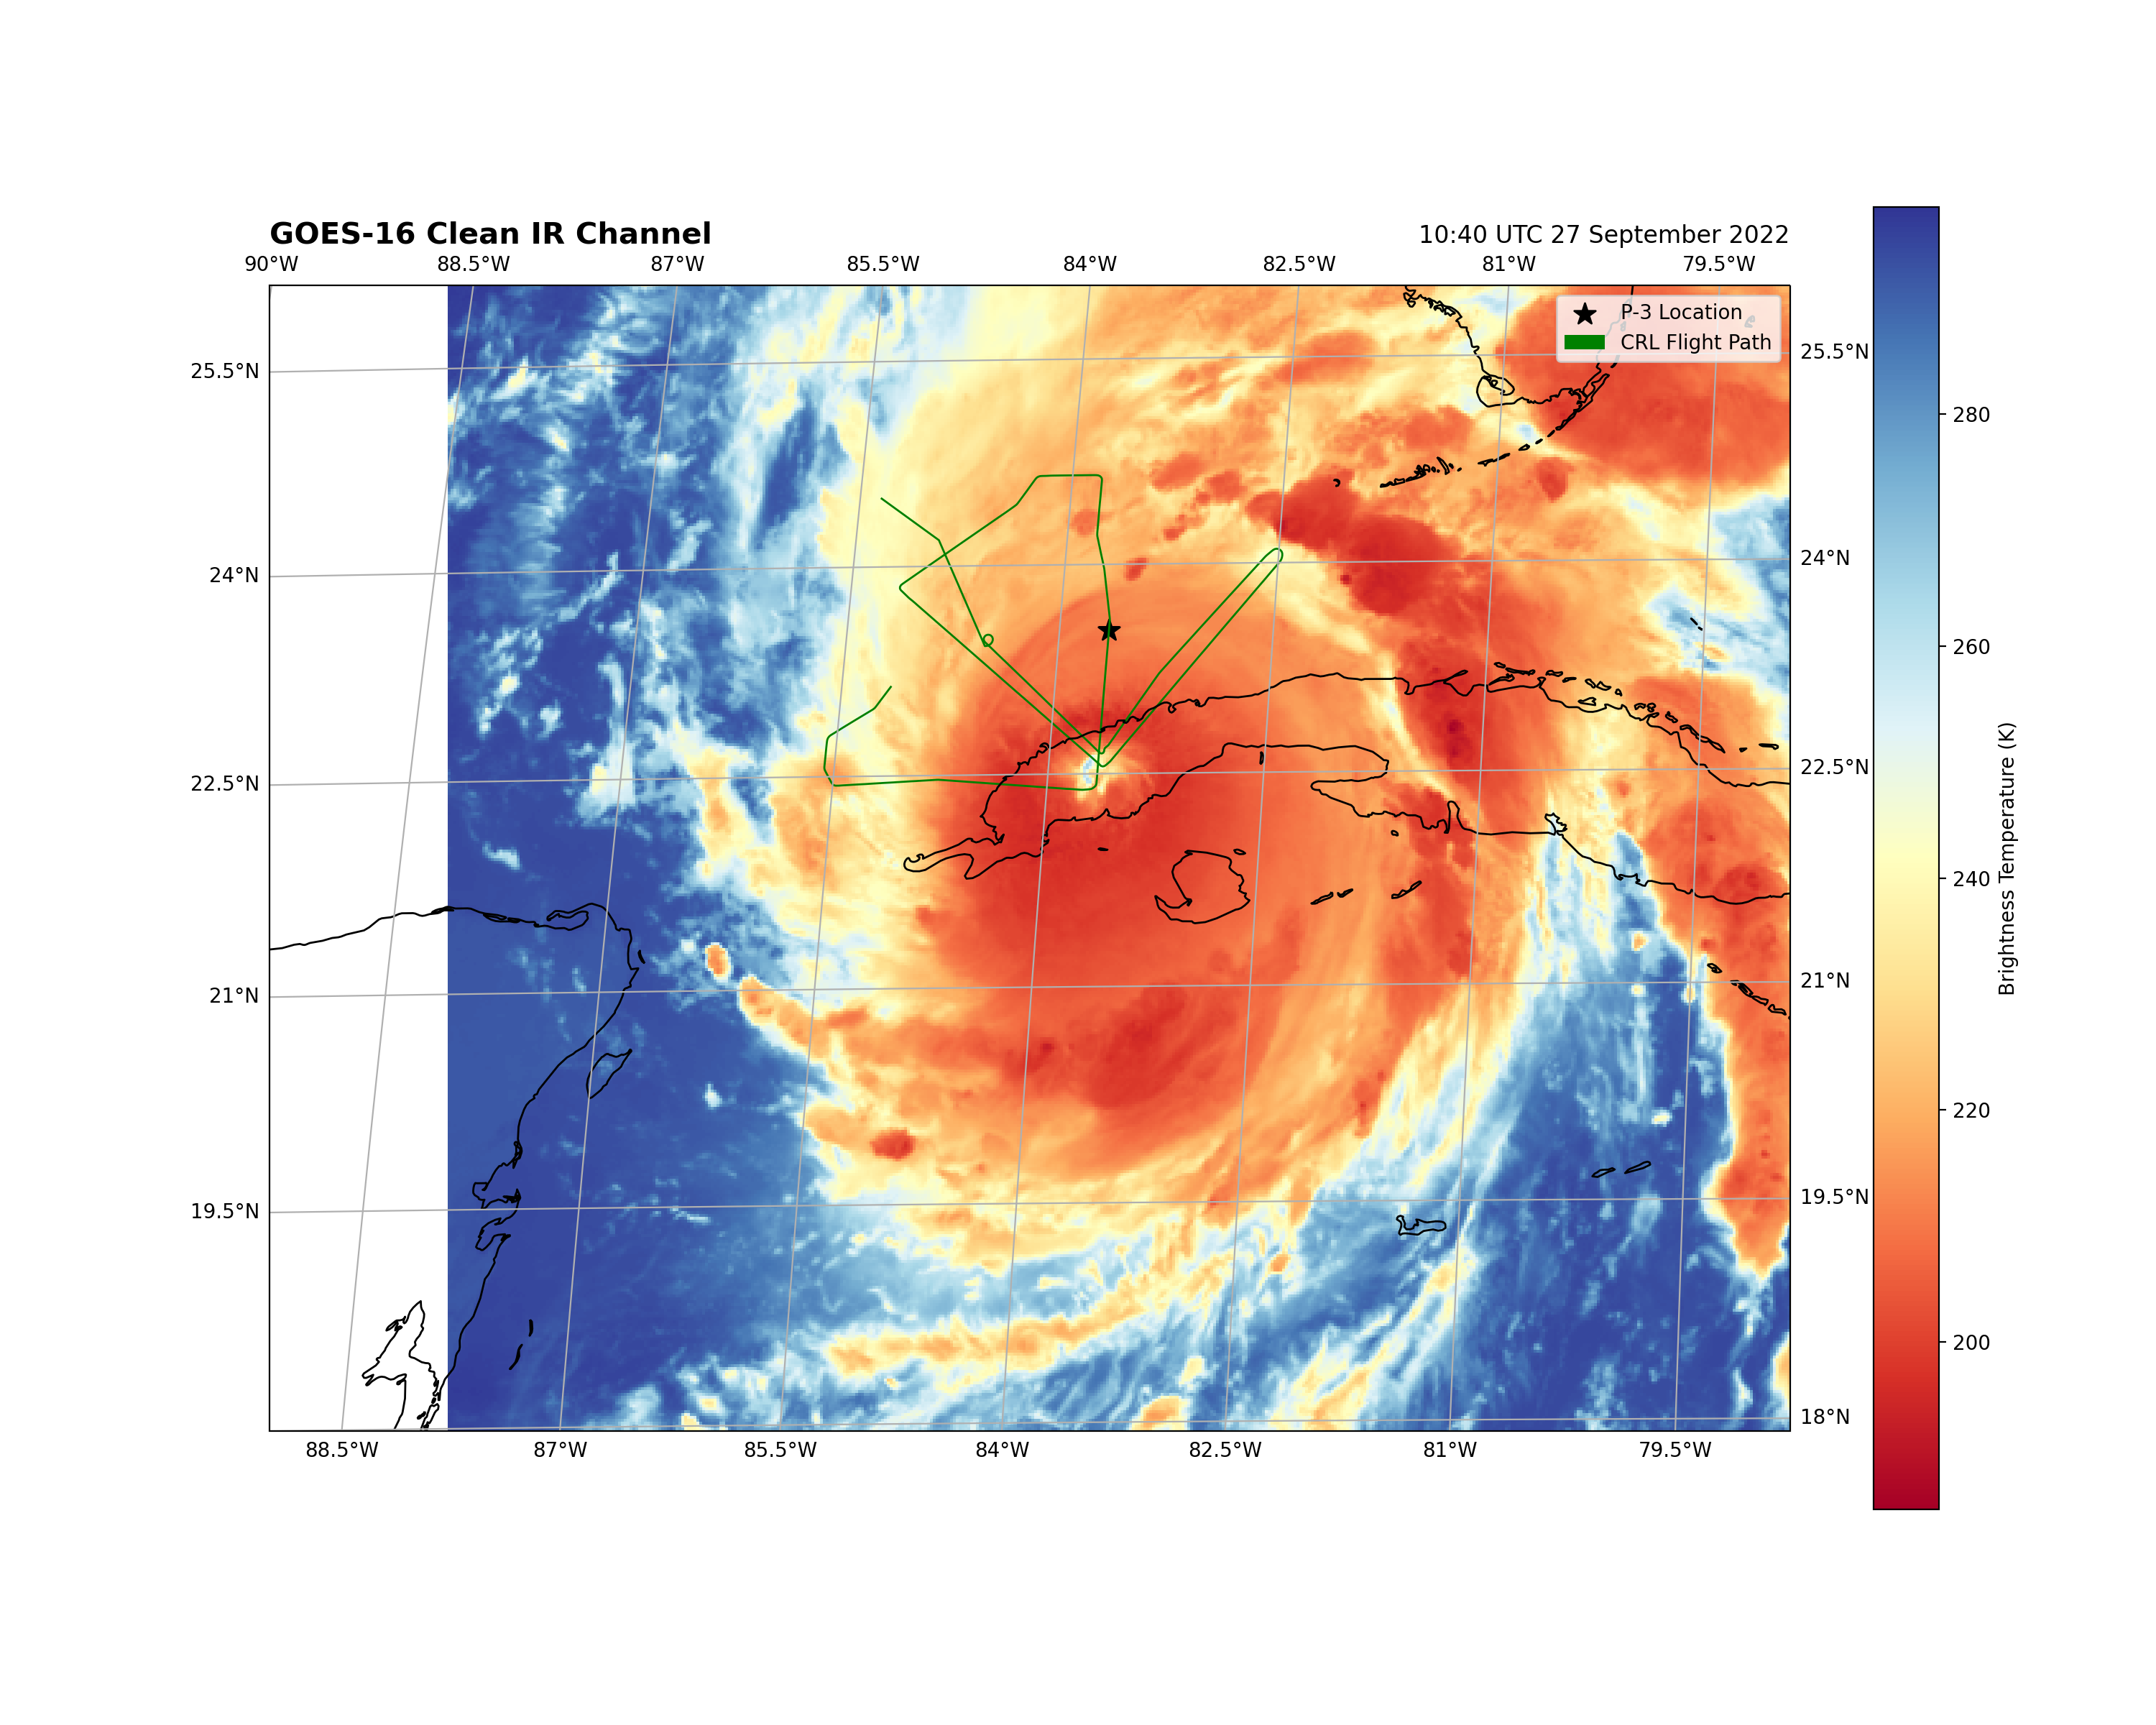 GOES-16 Clean IR Channel
10:40 UTC 27 September 2022
90°W 88.5°W 87°W 85.5°W 84°W 82.5°W 81°W 79.5°W
P-3 Location
CRL Flight Path
25.5°N 25.5°N
24°N 24°N
22.5°N 22.5°N
21°N 21°N
19.5°N 19.5°N
18°N
88.5°W 87°W 85.5°W 84°W 82.5°W 81°W 79.5°W
280
260
240
220
200
Brightness Temperature (K)